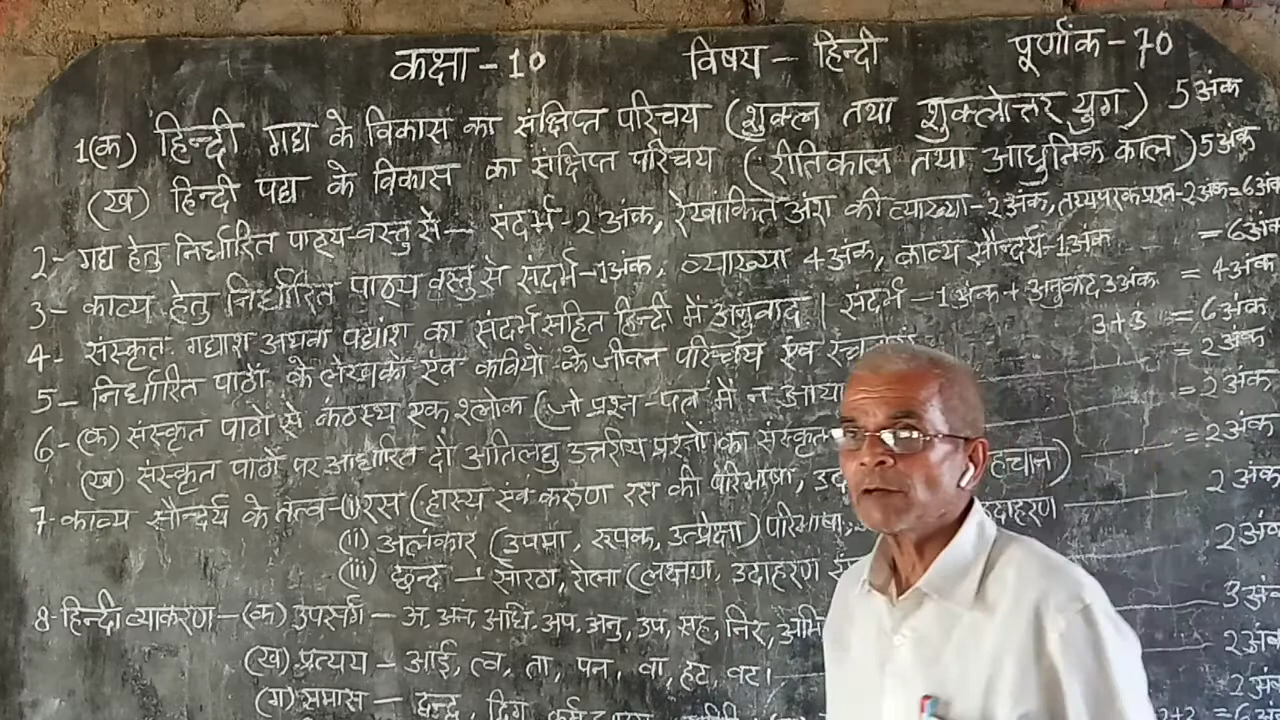 कक्षा - 10 विषय - हिन्दी पूर्णांक - 70
1(क) हिन्दी गद्य के विकास का संक्षिप्त परिचय (शुक्ल तथा शुक्लोत्तर युग) 5 अंक
(ख) हिन्दी पद्य के विकास का संक्षिप्त परिचय (रीतिकाल तथा आधुनिक काल) 5 अंक
2- गद्य हेतु निर्धारित पाठ्य-वस्तु से - संदर्भ-2 अंक, रेखांकित अंश की व्याख्या-2 अंक, तथ्यपरक प्रश्न-2 अंक = 6 अंक
3- काव्य हेतु निर्धारित पाठ्य वस्तु से संदर्भ-1 अंक, व्याख्या 4 अंक, काव्य सौन्दर्य-1 अंक = 6 अंक
4- संस्कृत गद्यांश अथवा पद्यांश का संदर्भ सहित हिन्दी में अनुवाद। संदर्भ - 1 अंक + अनुवाद 3 अंक = 4 अंक
5- निर्धारित पाठों के लेखकों एंव कवियों के जीवन परिचय एंव 3+3 = 6 अंक
6-(क) संस्कृत पाठों से कंठस्थ एक श्लोक (जो प्रश्न-पत्र में न आया = 2 अंक
(ख) संस्कृत पाठों पर आधारित दो अतिलघु उत्तरीय प्रश्नों का संस्कृत = 2 अंक
7- काव्य सौन्दर्य के तत्व-(i) रस (हास्य एंव करुण रस की परिभाषा, = 2 अंक
(ii) अलंकार (उपमा, रूपक, उत्प्रेक्षा) परिभाषा, उदाहरण 2 अंक
(iii) छन्द - सोरठा, रोला (लक्षण, उदाहरण 2 अंक
8- हिन्दी व्याकरण - (क) उपसर्ग - अ, अन, अधि, अप, अनु, उप, सह, निर, अभि 3
(ख) प्रत्यय - आई, त्व, ता, पन, वा, हट, वट। 2
(ग) समास - द्वन्द्व, द्विगु, 2